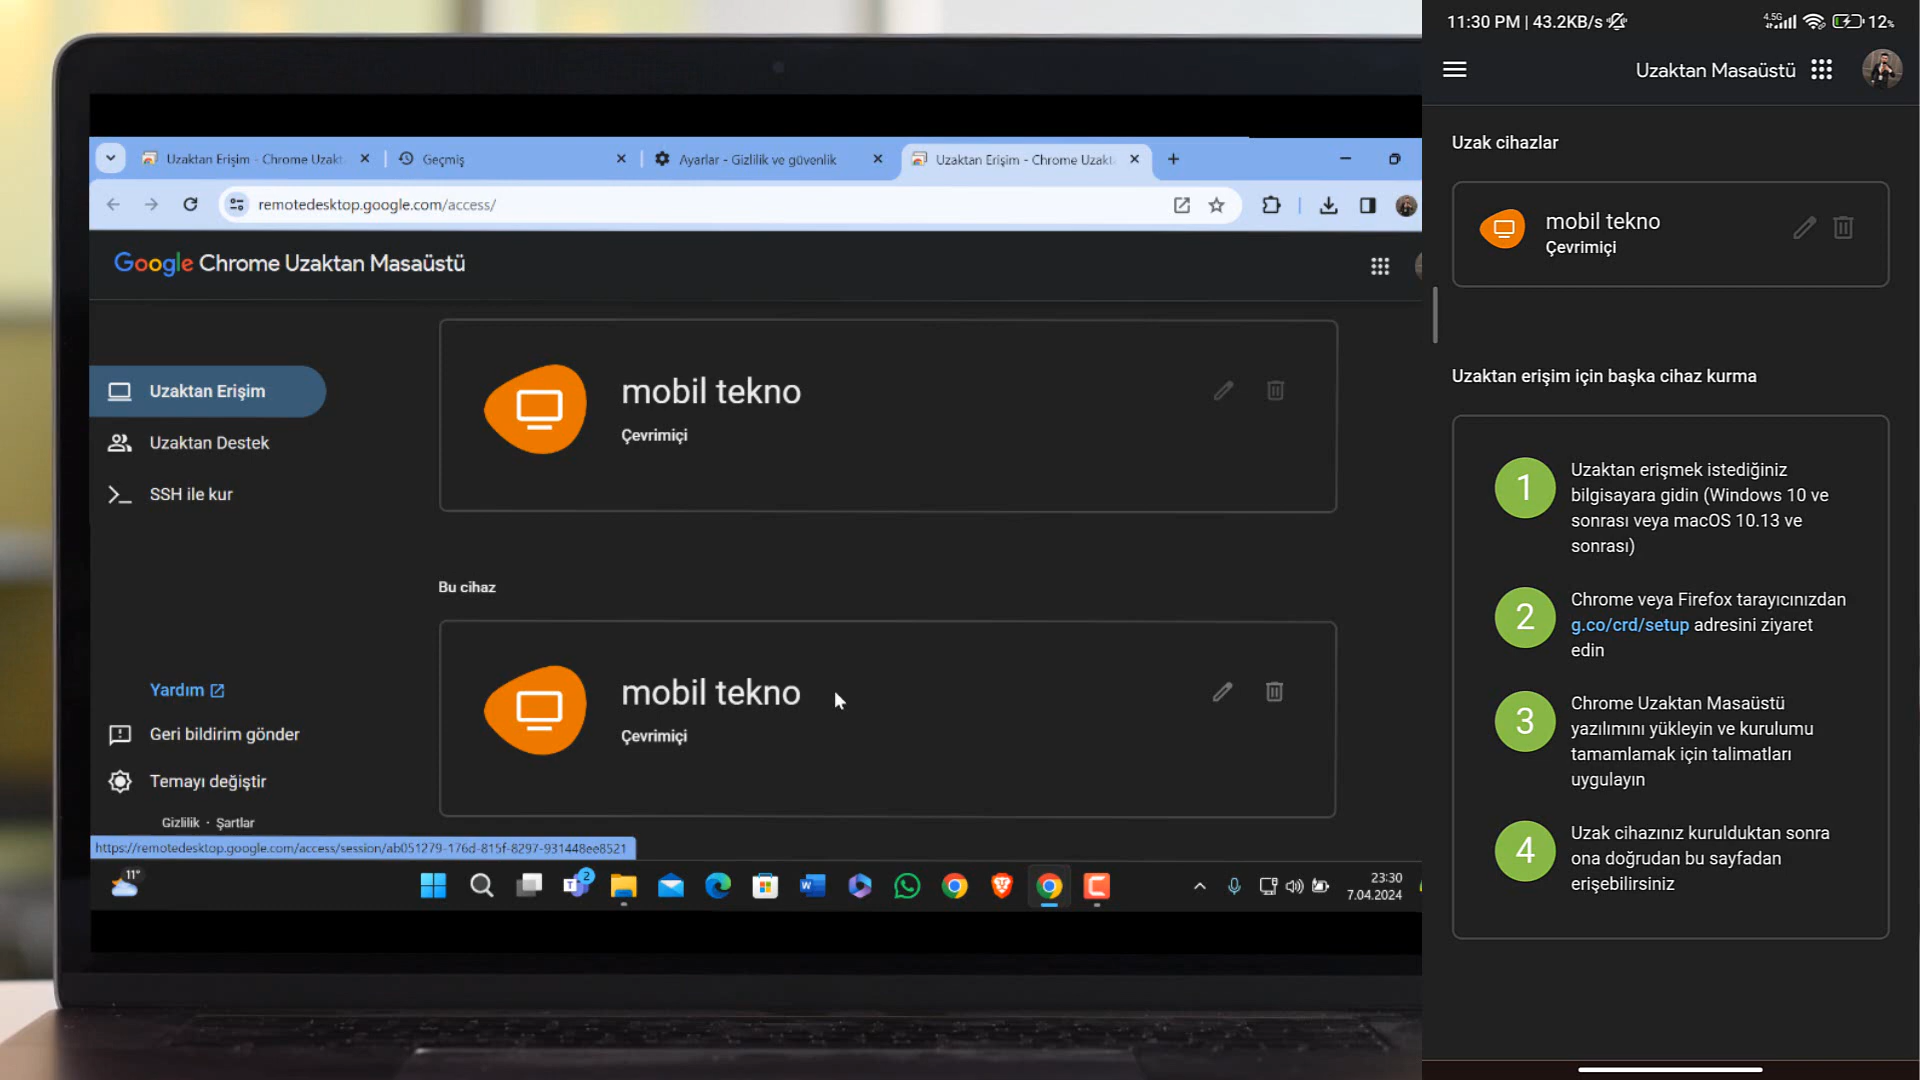 Uzaktan Erişim - Chrome Uzakt
Geçmiş
Ayarlar - Gizlilik ve güvenlik
Uzaktan Erişim - Chrome Uzakt
remotedesktop.google.com/access/
Google Chrome Uzaktan Masaüstü
Uzaktan Erişim
Uzaktan Destek
SSH ile kur
Yardım
Geri bildirim gönder
Temayı değiştir
Gizlilik · Şartlar
mobil tekno
Çevrimiçi
Bu cihaz
mobil tekno
Çevrimiçi
https://remotedesktop.google.com/access/session/ab051279-176d-815f-8297-931448ee8521
11°
2
23:30
7.04.2024
11:30 PM | 43.2KB/s
4.5G
12%
Uzaktan Masaüstü
Uzak cihazlar
mobil tekno
Çevrimiçi
Uzaktan erişim için başka cihaz kurma
1
Uzaktan erişmek istediğiniz
bilgisayara gidin (Windows 10 ve
sonrası veya macOS 10.13 ve
sonrası)
2
Chrome veya Firefox tarayıcınızdan
g.co/crd/setup adresini ziyaret
edin
3
Chrome Uzaktan Masaüstü
yazılımını yükleyin ve kurulumu
tamamlamak için talimatları
uygulayın
4
Uzak cihazınız kurulduktan sonra
ona doğrudan bu sayfadan
erişebilirsiniz